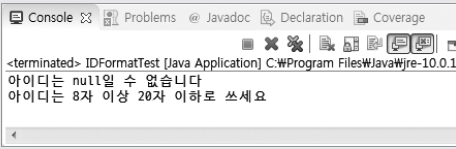 Console Problems @ Javadoc Declaration Coverage
<terminated> IDFormatTest [Java Application] C:₩Program Files₩Java₩jre-10.0.1
아이디는 null일 수 없습니다
아이디는 8자 이상 20자 이하로 쓰세요